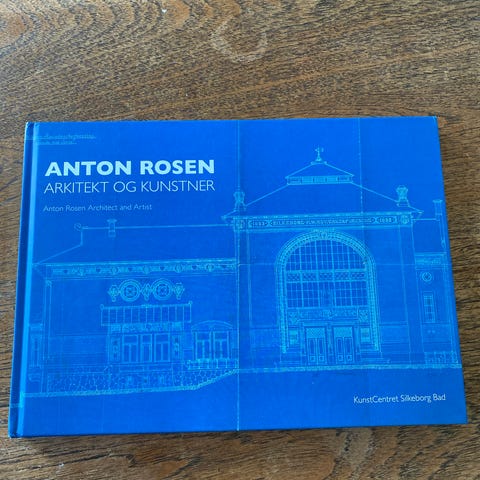 ANTON ROSEN
ARKITEKT OG KUNSTNER
Anton Rosen Architect and Artist
KunstCentret Silkeborg Bad